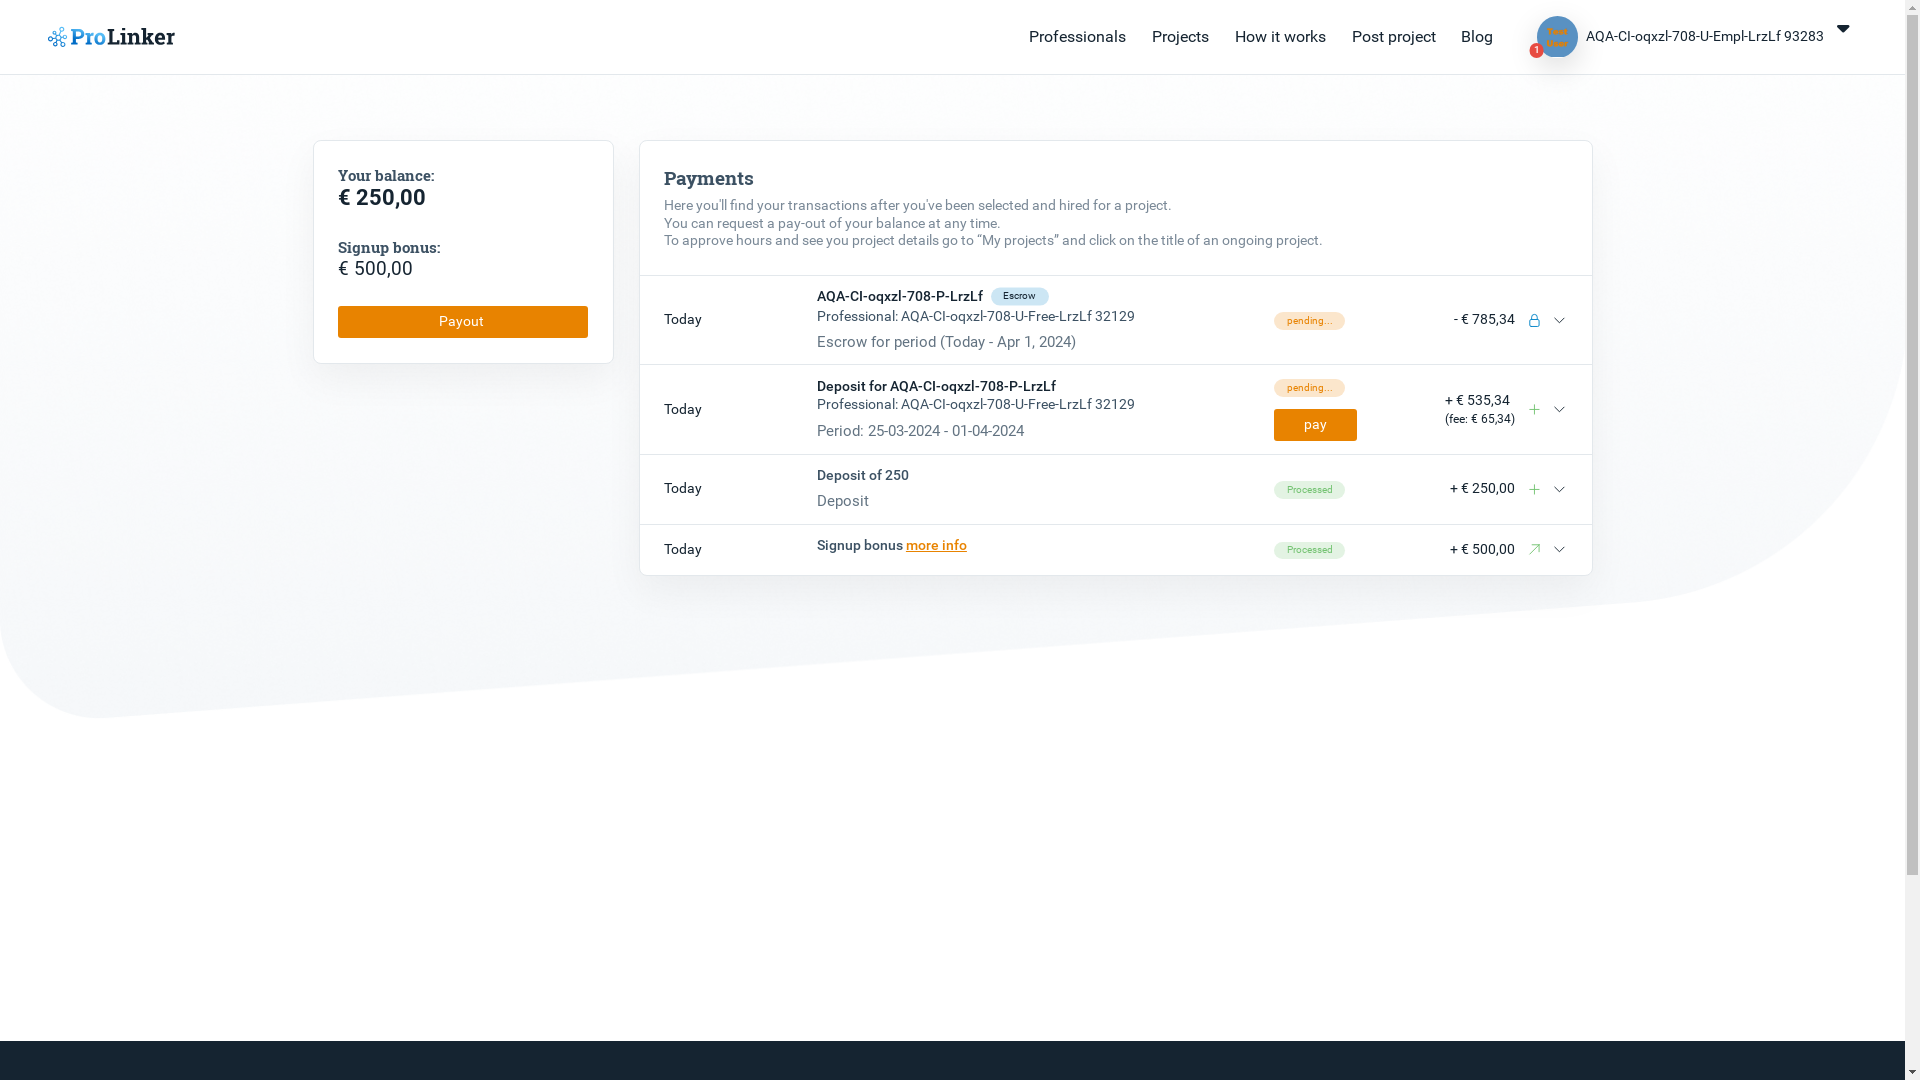 ProLinker
Professionals
Projects
How it works
Post project
Blog
Test
User
1
AQA-CI-oqxzl-708-U-Empl-LrzLf 93283
Your balance:
€ 250,00
Signup bonus:
€ 500,00
Payout
Payments
Here you'll find your transactions after you've been selected and hired for a project.
You can request a pay-out of your balance at any time.
To approve hours and see you project details go to “My projects” and click on the title of an ongoing project.
Today
AQA-CI-oqxzl-708-P-LrzLf Escrow
Professional: AQA-CI-oqxzl-708-U-Free-LrzLf 32129
Escrow for period (Today - Apr 1, 2024)
pending...
- € 785,34
Today
Deposit for AQA-CI-oqxzl-708-P-LrzLf
Professional: AQA-CI-oqxzl-708-U-Free-LrzLf 32129
Period: 25-03-2024 - 01-04-2024
pending...
pay
+ € 535,34
(fee: € 65,34)
Today
Deposit of 250
Deposit
Processed
+ € 250,00
Today
Signup bonus more info
Processed
+ € 500,00